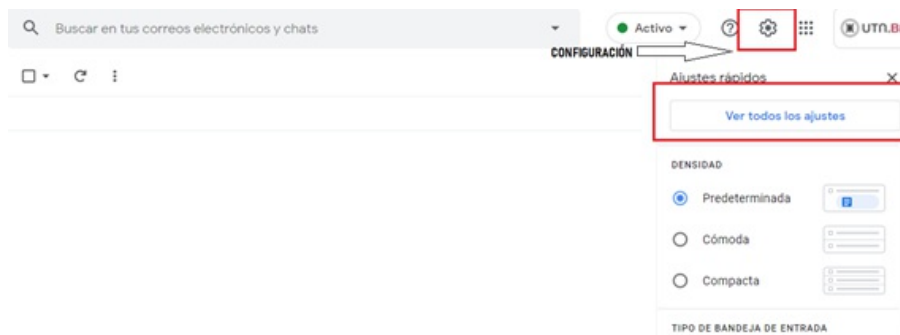 Buscar en tus correos electrónicos y chats
Activo
UTN.B
CONFIGURACIÓN
Ajustes rápidos
Ver todos los ajustes
DENSIDAD
Predeterminada
Cómoda
Compacta
TIPO DE BANDEJA DE ENTRADA